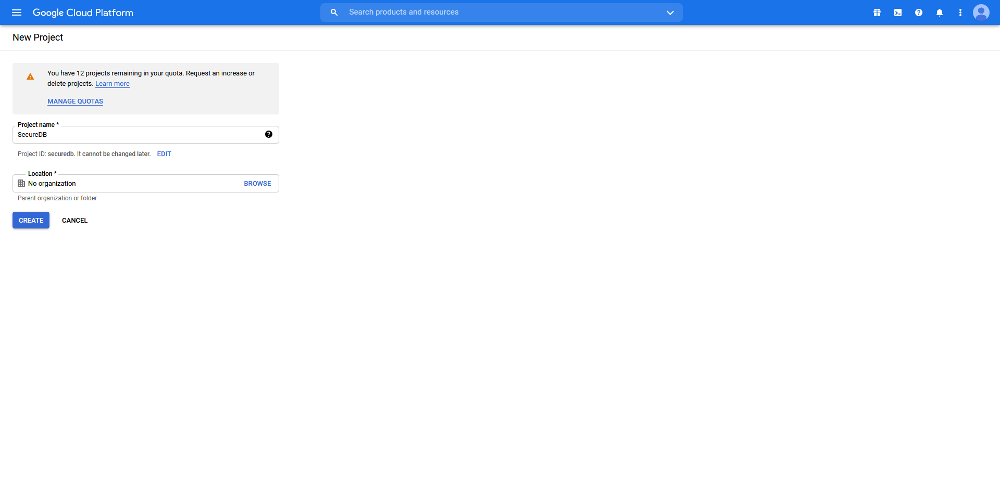 Google Cloud Platform
Search products and resources
New Project
You have 12 projects remaining in your quota. Request an increase or
delete projects. Learn more
MANAGE QUOTAS
Project name *
SecureDB
Project ID: securedb. It cannot be changed later. EDIT
Location *
No organization BROWSE
Parent organization or folder
CREATE CANCEL